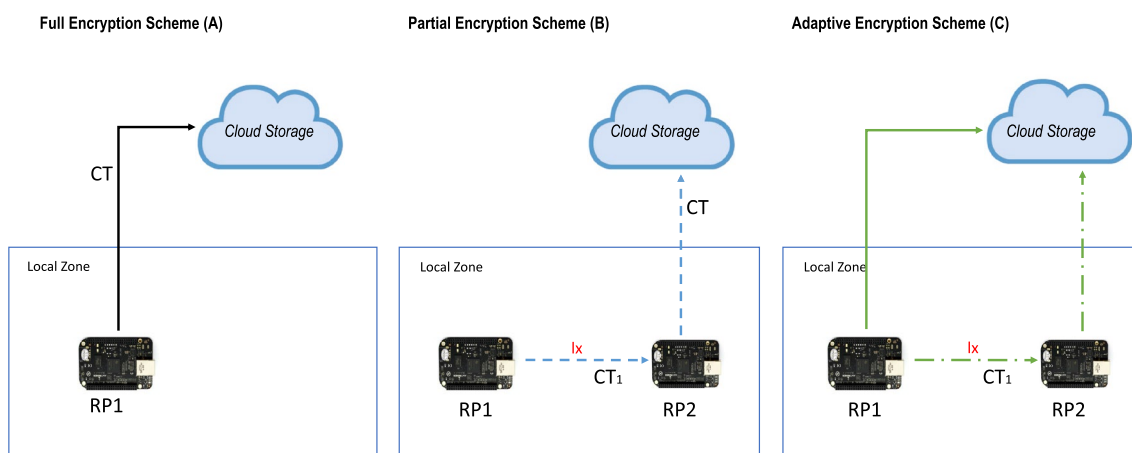 Full Encryption Scheme (A)
Cloud Storage
CT
Local Zone
RP1
Partial Encryption Scheme (B)
Cloud Storage
CT
Local Zone
Ix
CT1
RP1
RP2
Adaptive Encryption Scheme (C)
Cloud Storage
Local Zone
Ix
CT1
RP1
RP2